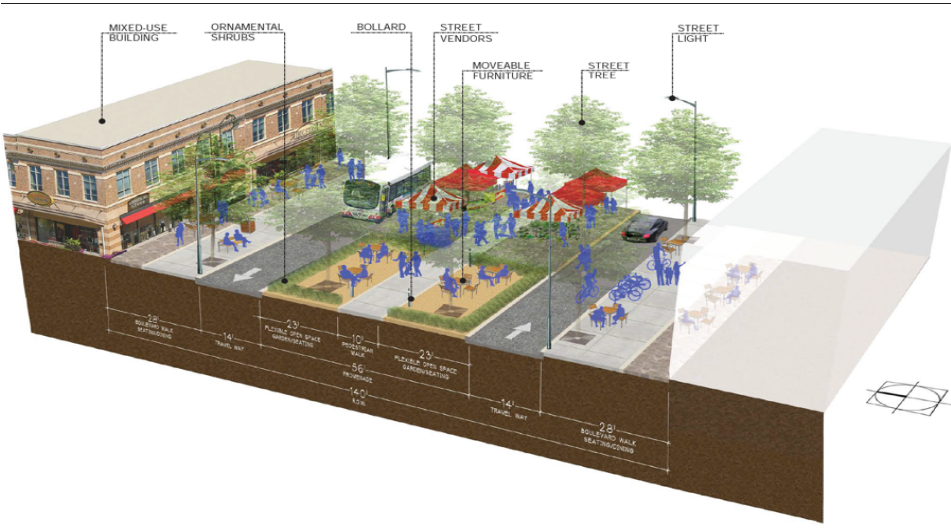 MIXED-USE
BUILDING
ORNAMENTAL
SHRUBS
BOLLARD
STREET
VENDORS
MOVEABLE
FURNITURE
STREET
TREE
STREET
LIGHT
28'
BOULEVARD WALK
SEATING/DINING
14'
TRAVEL WAY
23'
FLEXIBLE OPEN SPACE
GARDEN/SEATING
10'
PEDESTRIAN
WALK
23'
FLEXIBLE OPEN SPACE
GARDEN/SEATING
56'
PROMENADE
14'
TRAVEL WAY
140'
R.O.W.
28'
BOULEVARD WALK
SEATING/DINING